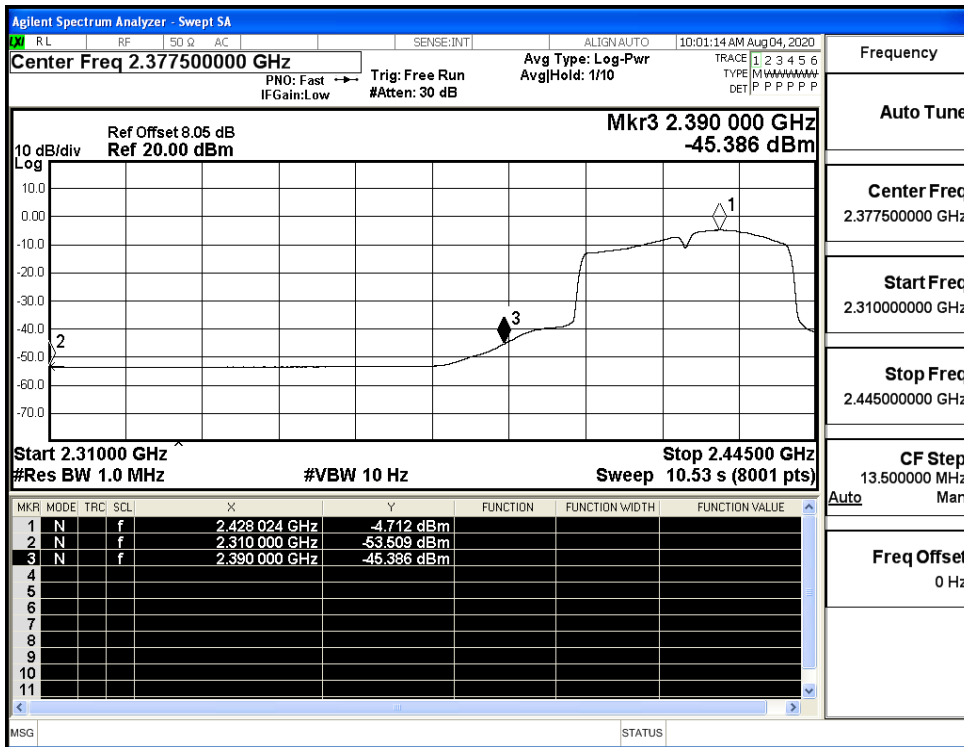 Agilent Spectrum Analyzer - Swept SA
LXI RL RF 50 Ω AC SENSE:INT ALIGNAUTO 10:01:14 AM Aug 04, 2020
Center Freq 2.377500000 GHz
PNO: Fast
IFGain:Low
Trig: Free Run
#Atten: 30 dB
Avg Type: Log-Pwr
Avg|Hold: 1/10
TRACE 1 2 3 4 5 6
TYPE M W W W W W
DET P P P P P P
Mkr3 2.390 000 GHz
-45.386 dBm
Ref Offset 8.05 dB
10 dB/div Ref 20.00 dBm
Log
10.0
0.00
-10.0
-20.0
-30.0
-40.0
-50.0
-60.0
-70.0
1
2
3
Start 2.31000 GHz Stop 2.44500 GHz
#Res BW 1.0 MHz #VBW 10 Hz Sweep 10.53 s (8001 pts)
MKR MODE TRC SCL X Y FUNCTION FUNCTION WIDTH FUNCTION VALUE
1 N f 2.428 024 GHz -4.712 dBm
2 N f 2.310 000 GHz -53.509 dBm
3 N f 2.390 000 GHz -45.386 dBm
4
5
6
7
8
9
10
11
MSG STATUS
Frequency
Auto Tune
Center Freq
2.377500000 GHz
Start Freq
2.310000000 GHz
Stop Freq
2.445000000 GHz
CF Step
13.500000 MHz
Auto Man
Freq Offset
0 Hz